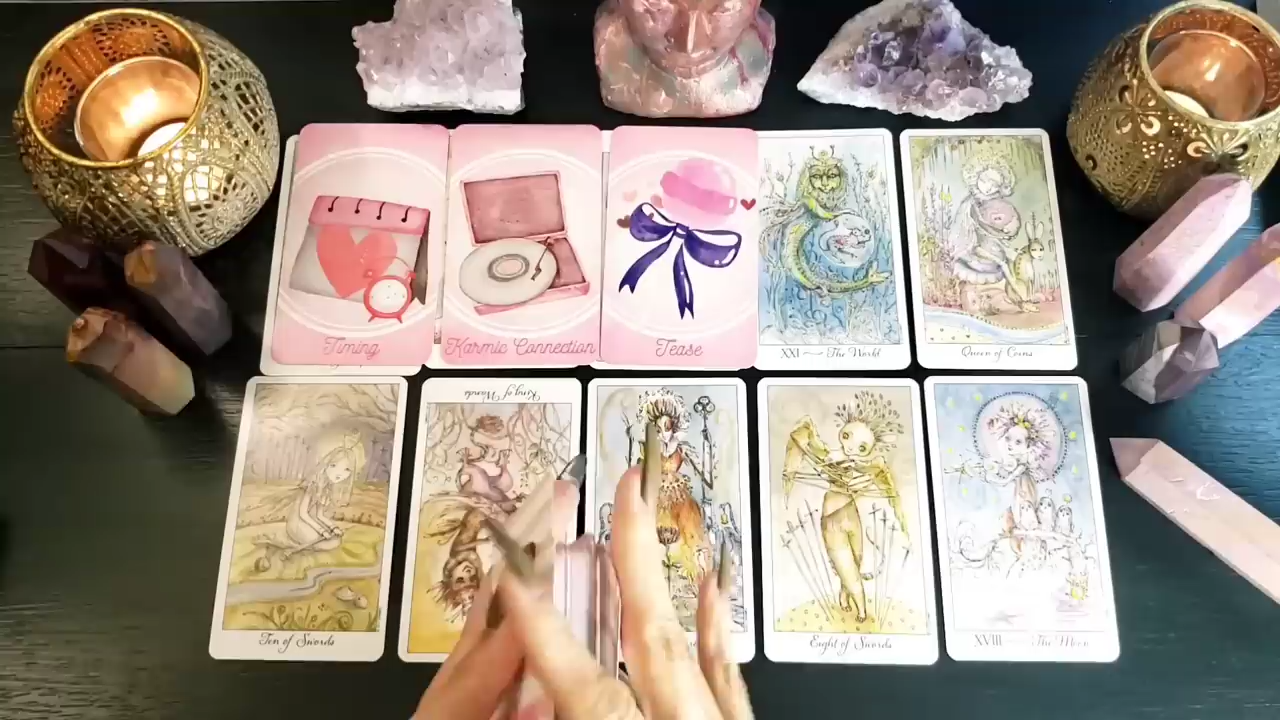 Timing
Karmic Connection
Tease
XXI The World
Queen of Coins
Ten of Swords
King of Wands
Eight of Swords
XVIII The Moon